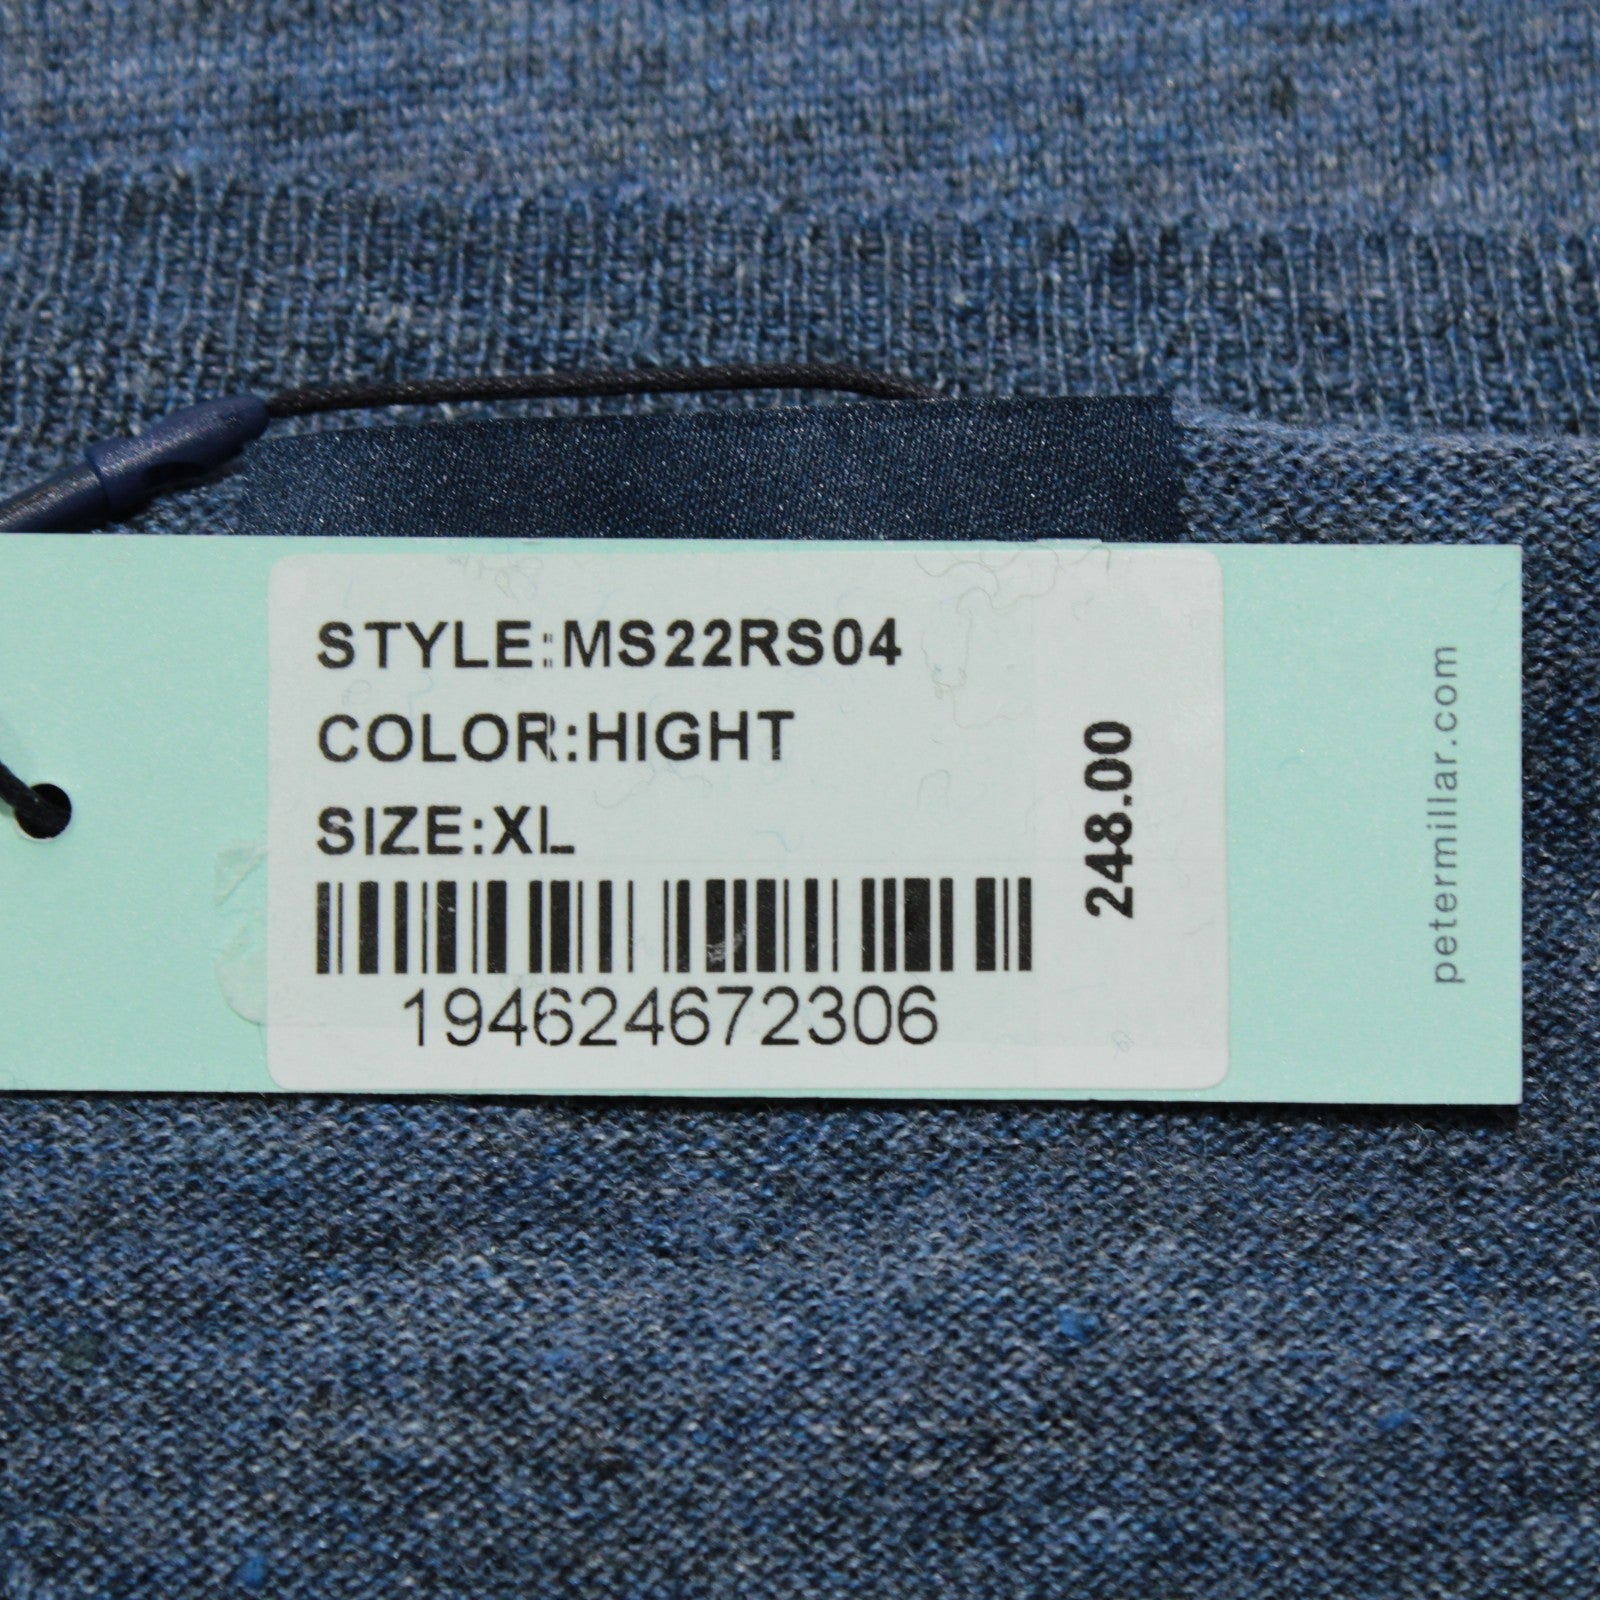 STYLE:MS22RS04
COLOR:HIGHT
SIZE:XL
194624672306
248.00
petermillar.com